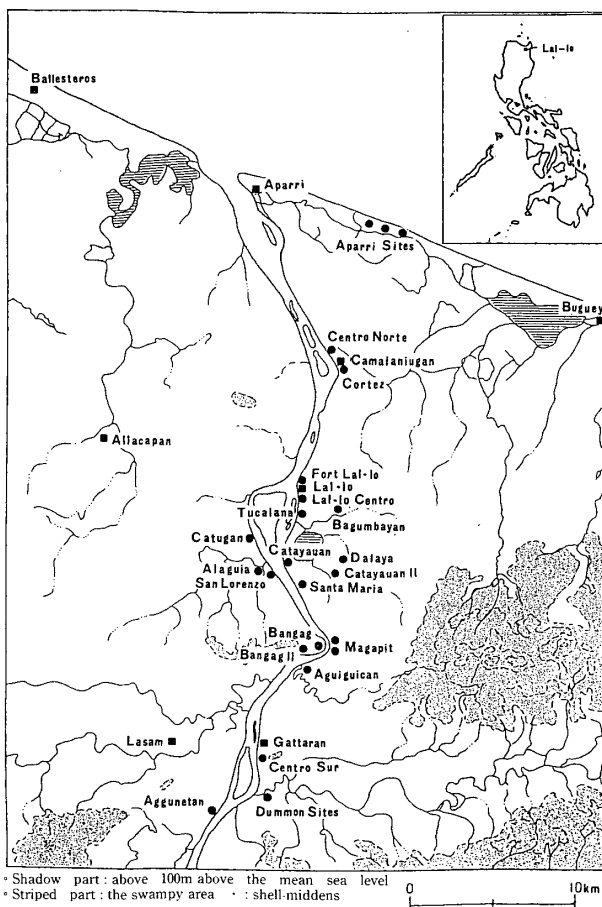 Lal-lo
Ballesteros
Aparri
Aparri Sites
Buguey
Centro Norte
Camalaniugan
Cortez
Allacapan
Fort Lal-lo
Lal-lo
Lal-lo Centro
Tucalana
Bagumbayan
Catugan
Catayauan
Dalaya
Alaguia
Catayauan II
San Lorenzo
Santa Maria
Bangag
Magapit
Bangag II
Aguiguican
Lasam
Gattaran
Centro Sur
Aggunetan
Dummon Sites
◦ Shadow part : above 100m above the mean sea level
◦ Striped part : the swampy area · : shell-middens
0 10km